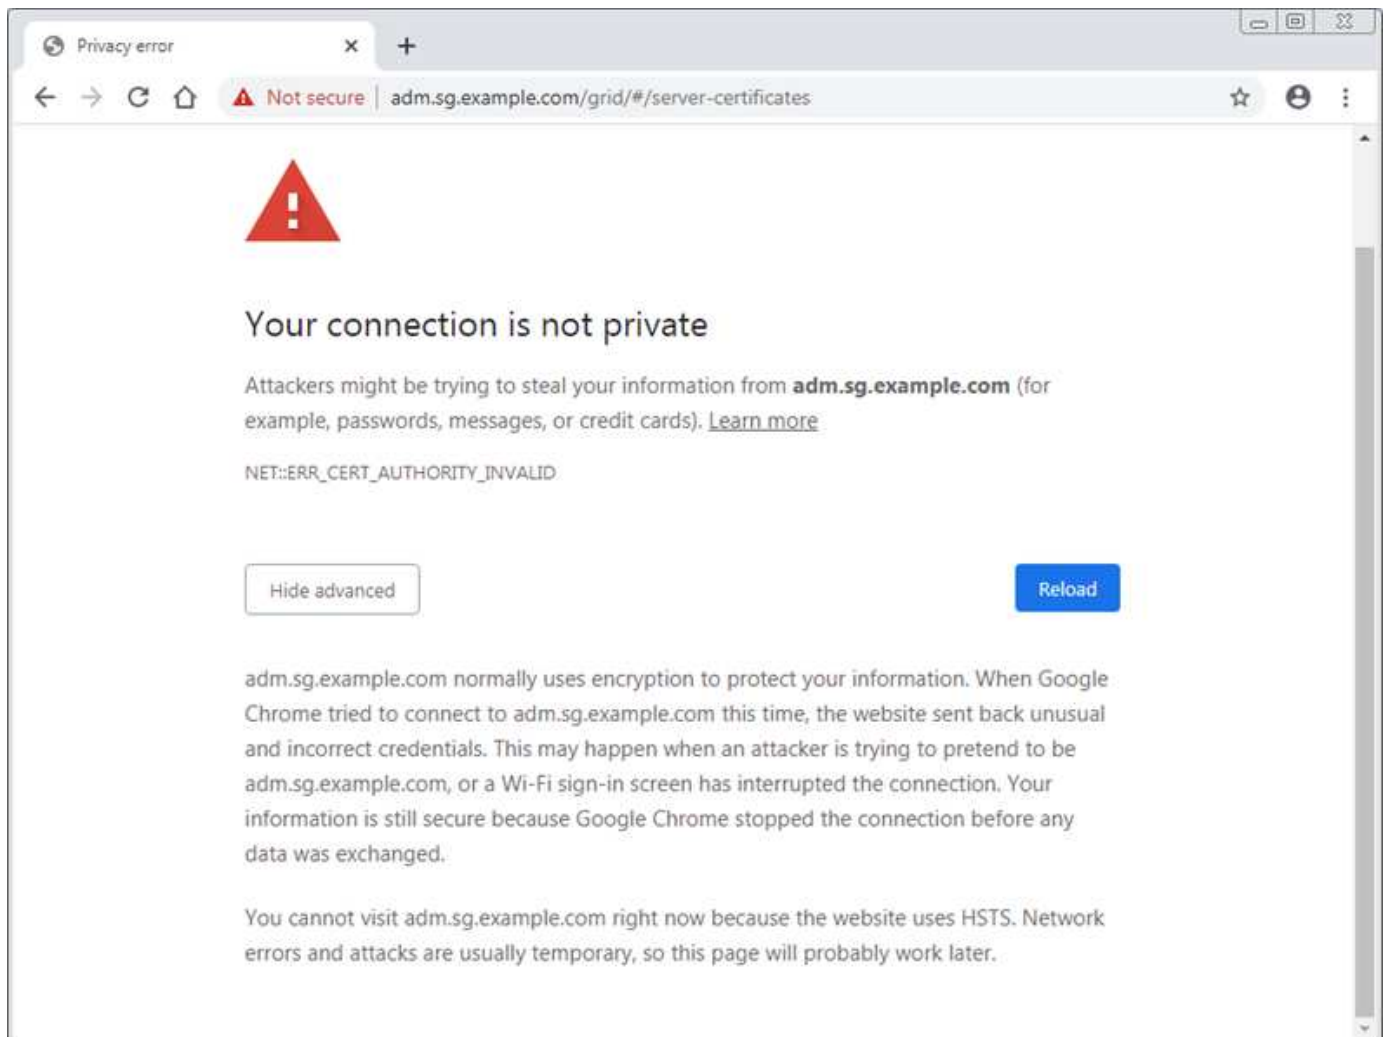 Privacy error
Not secure adm.sg.example.com/grid/#/server-certificates
Your connection is not private
Attackers might be trying to steal your information from adm.sg.example.com (for
example, passwords, messages, or credit cards). Learn more
NET::ERR_CERT_AUTHORITY_INVALID
Hide advanced
Reload
adm.sg.example.com normally uses encryption to protect your information. When Google
Chrome tried to connect to adm.sg.example.com this time, the website sent back unusual
and incorrect credentials. This may happen when an attacker is trying to pretend to be
adm.sg.example.com, or a Wi-Fi sign-in screen has interrupted the connection. Your
information is still secure because Google Chrome stopped the connection before any
data was exchanged.
You cannot visit adm.sg.example.com right now because the website uses HSTS. Network
errors and attacks are usually temporary, so this page will probably work later.